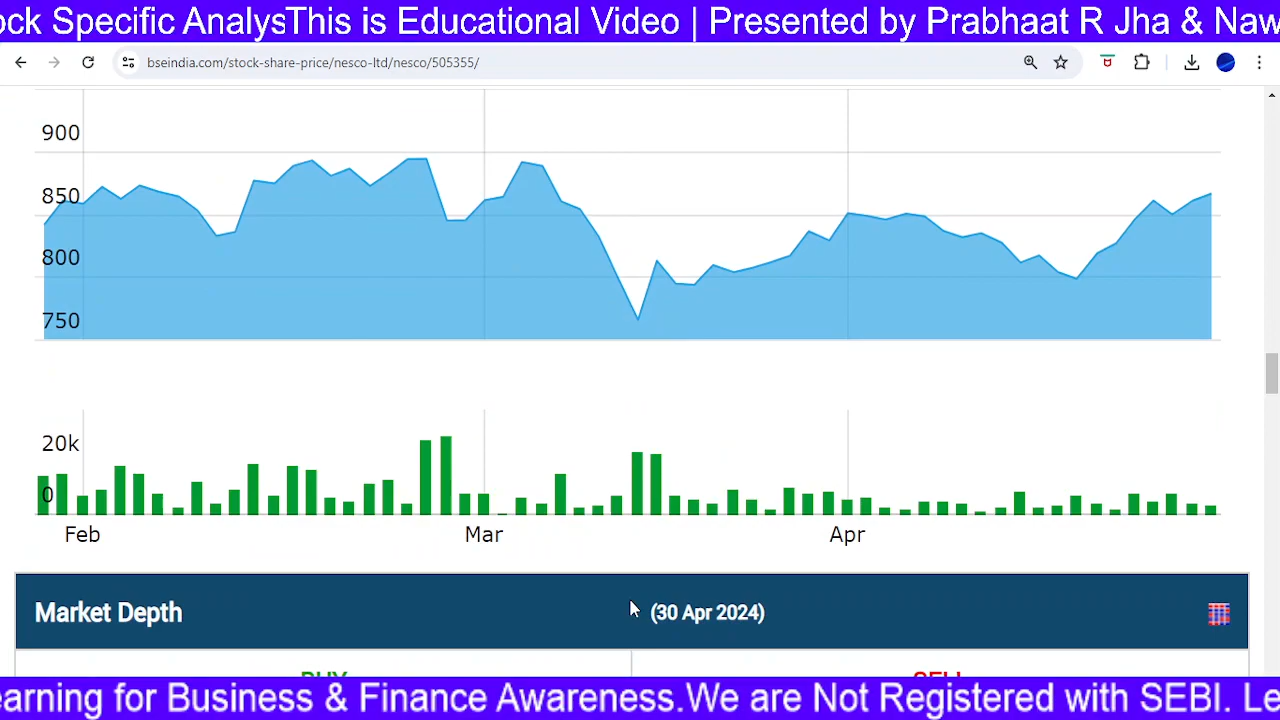 ock Specific AnalysThis is Educational Video | Presented by Prabhaat R Jha & Naw
bseindia.com/stock-share-price/nesco-ltd/nesco/505355/
900
850
800
750
20k
0
Feb Mar Apr
Market Depth (30 Apr 2024)
BUY SELL
earning for Business & Finance Awareness.We are Not Registered with SEBI. Le